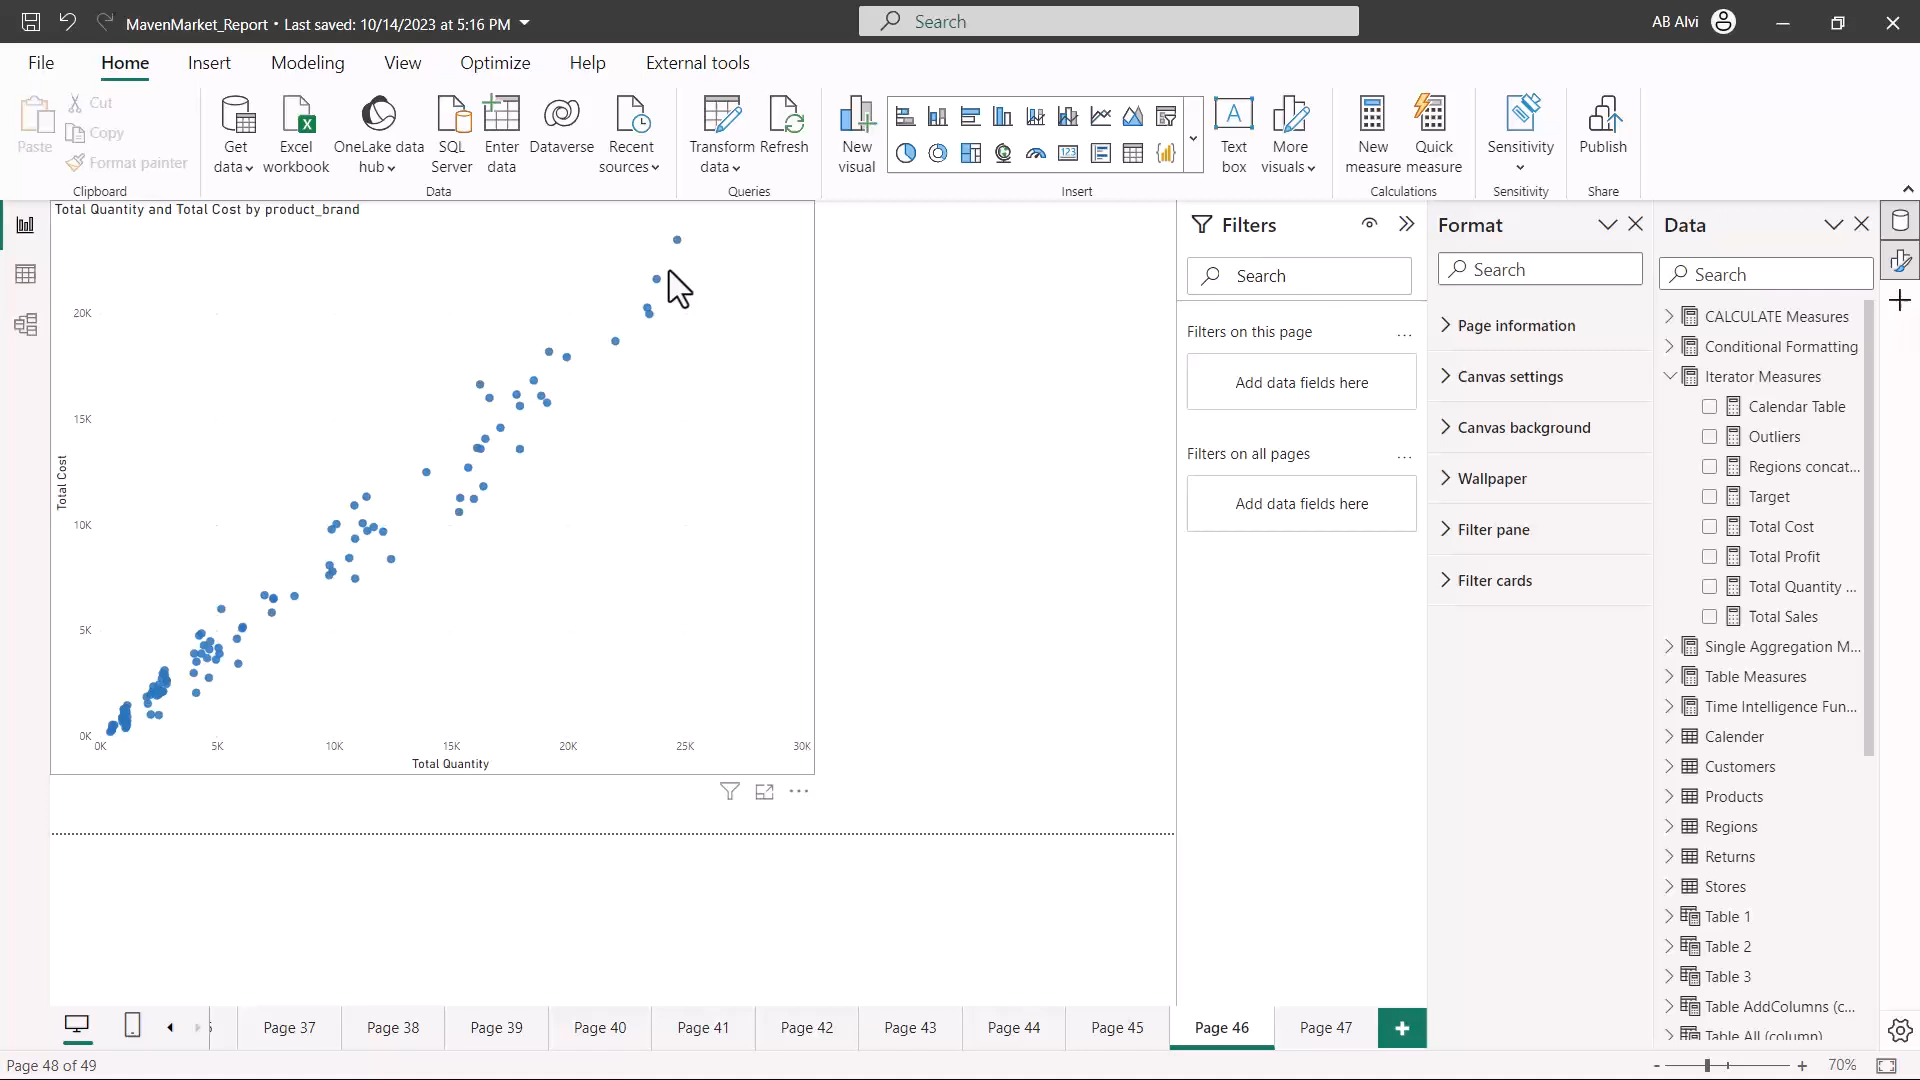 MavenMarket_Report • Last saved: 10/14/2023 at 5:16 PM
Search
AB Alvi
File
Home
Insert
Modeling
View
Optimize
Help
External tools
Paste
Cut
Copy
Format painter
Clipboard
Get data
Excel workbook
OneLake data hub
SQL Server
Enter data
Dataverse
Recent sources
Data
Transform data
Refresh
Queries
New visual
123
A
Text box
More visuals
Insert
New measure
Quick measure
Calculations
Sensitivity
Sensitivity
Publish
Share
Total Quantity and Total Cost by product_brand
20K
15K
10K
5K
0K
Total Cost
0K
5K
10K
15K
20K
25K
30K
Total Quantity
Filters
Search
Filters on this page
...
Add data fields here
Filters on all pages
...
Add data fields here
Format
Search
Page information
Canvas settings
Canvas background
Wallpaper
Filter pane
Filter cards
Data
Search
CALCULATE Measures
Conditional Formatting
Iterator Measures
Calendar Table
Outliers
Regions concat...
Target
Total Cost
Total Profit
Total Quantity ...
Total Sales
Single Aggregation M...
Table Measures
Time Intelligence Fun...
Calender
Customers
Products
Regions
Returns
Stores
Table 1
Table 2
Table 3
Table AddColumns (c...
Table All (column)
Page 37
Page 38
Page 39
Page 40
Page 41
Page 42
Page 43
Page 44
Page 45
Page 46
Page 47
Page 48 of 49
70%